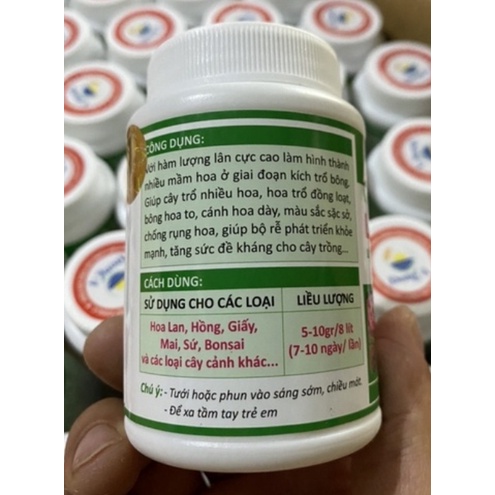 CÔNG DỤNG:
Với hàm lượng lân cực cao làm hình thành
nhiều mầm hoa ở giai đoạn kích trổ bông.
Giúp cây trổ nhiều hoa, hoa trổ đồng loạt,
bông hoa to, cánh hoa dày, màu sắc sặc sỡ,
chống rụng hoa, giúp bộ rễ phát triển khỏe
mạnh, tăng sức đề kháng cho cây trồng...
CÁCH DÙNG:
SỬ DỤNG CHO CÁC LOẠI
LIỀU LƯỢNG
Hoa Lan, Hồng, Giấy,
Mai, Sứ, Bonsai
và các loại cây cảnh khác...
5-10gr/8 lít
(7-10 ngày/ lần)
Chú ý: - Tưới hoặc phun vào sáng sớm, chiều mát.
- Để xa tầm tay trẻ em